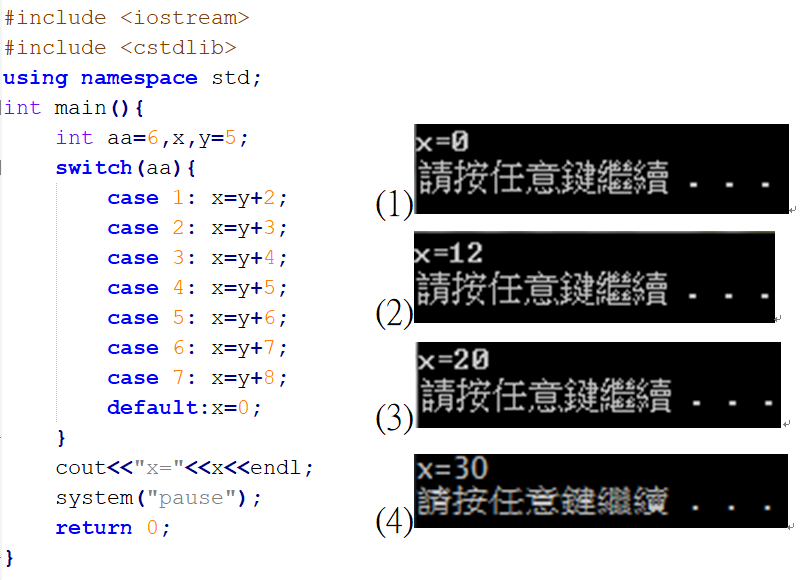 #include <iostream>
#include <cstdlib>
using namespace std;
int main(){
int aa=6,x,y=5;
switch(aa){
case 1: x=y+2;
case 2: x=y+3;
case 3: x=y+4;
case 4: x=y+5;
case 5: x=y+6;
case 6: x=y+7;
case 7: x=y+8;
default:x=0;
}
cout<<"x="<<x<<endl;
system("pause");
return 0;
}
(1)
x=0
請按任意鍵繼續 . . .
(2)
x=12
請按任意鍵繼續 . . .
(3)
x=20
請按任意鍵繼續 . . .
(4)
x=30
請按任意鍵繼續 . . .